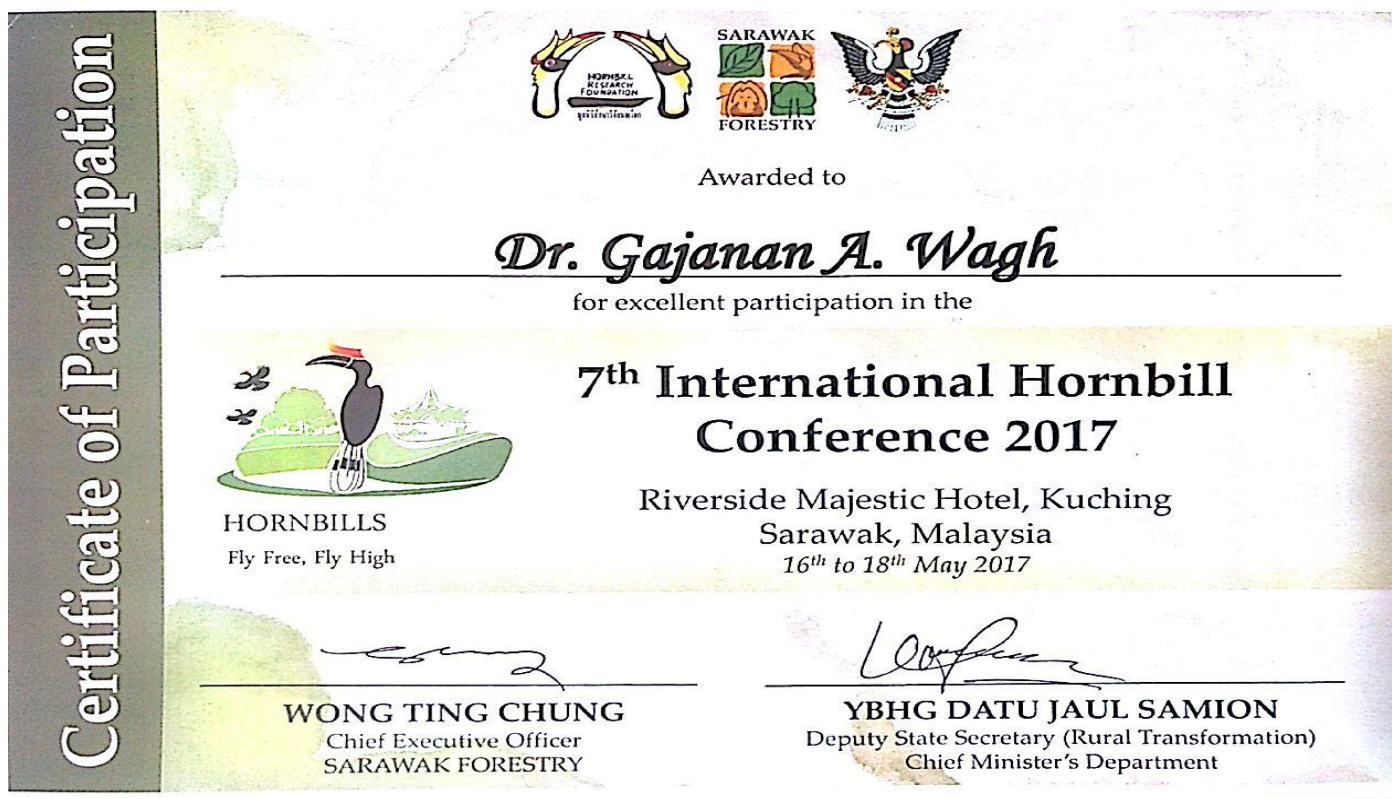 Certificate of Participation
HORNBILL
RESEARCH
FOUNDATION
SARAWAK
FORESTRY
Awarded to
Dr. Gajanan A. Wagh
for excellent participation in the
7th International Hornbill
Conference 2017
Riverside Majestic Hotel, Kuching
Sarawak, Malaysia
16th to 18th May 2017
HORNBILLS
Fly Free, Fly High
WONG TING CHUNG
Chief Executive Officer
SARAWAK FORESTRY
YBHG DATU JAUL SAMION
Deputy State Secretary (Rural Transformation)
Chief Minister's Department